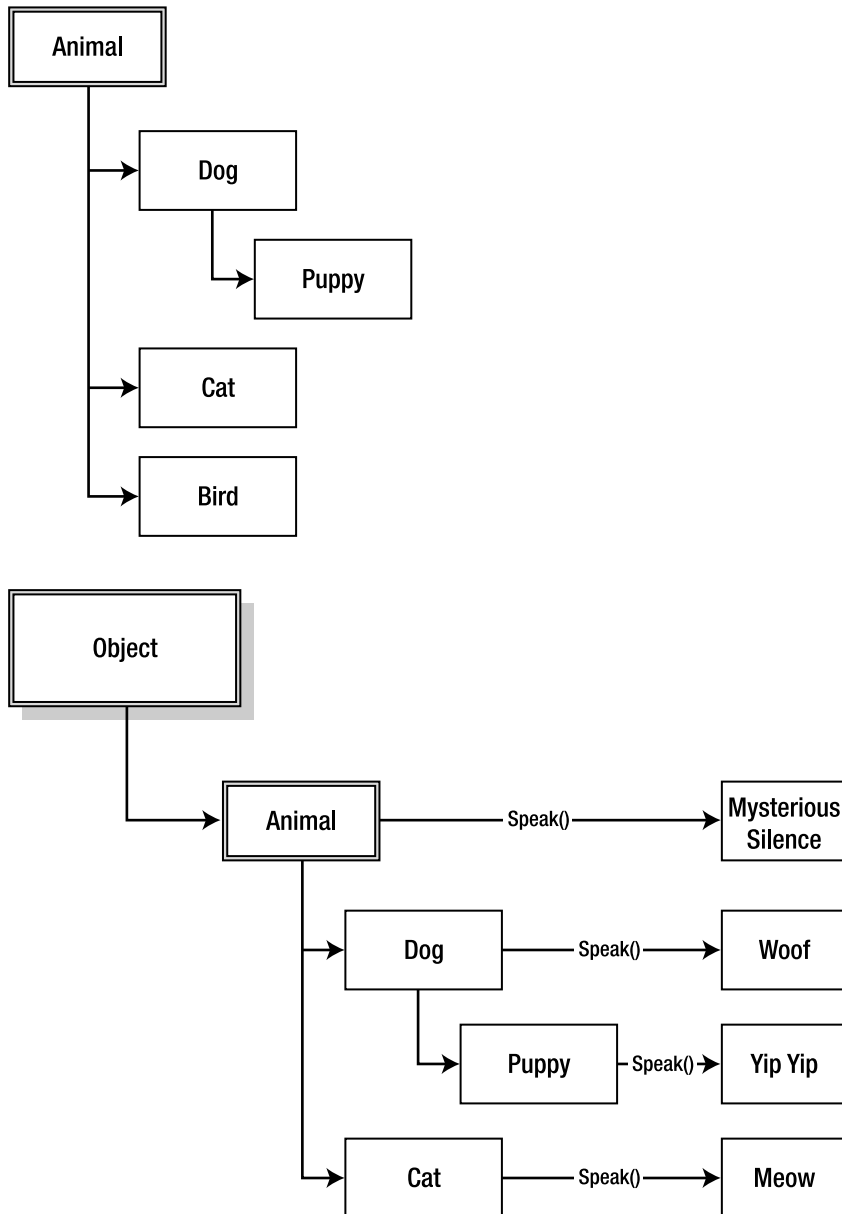 Animal
Dog
Puppy
Cat
Bird
Object
Animal
Speak()
Mysterious
Silence
Dog
Speak()
Woof
Puppy
Speak()
Yip Yip
Cat
Speak()
Meow